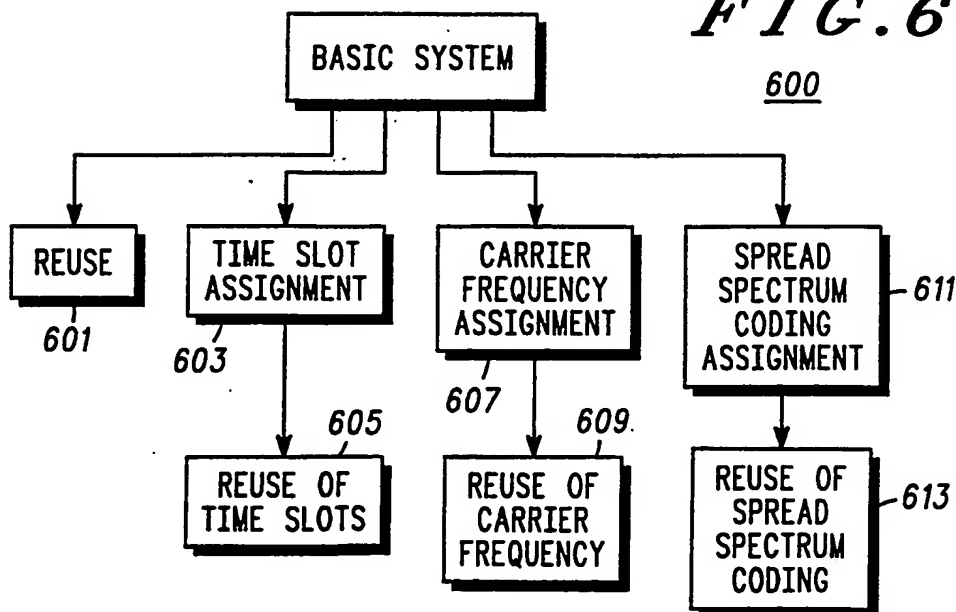 FIG.6
600
BASIC SYSTEM
REUSE
601
TIME SLOT
ASSIGNMENT
603
CARRIER
FREQUENCY
ASSIGNMENT
607
SPREAD
SPECTRUM
CODING
ASSIGNMENT
611
605
REUSE OF
TIME SLOTS
609
REUSE OF
CARRIER
FREQUENCY
REUSE OF
SPREAD
SPECTRUM
CODING
613